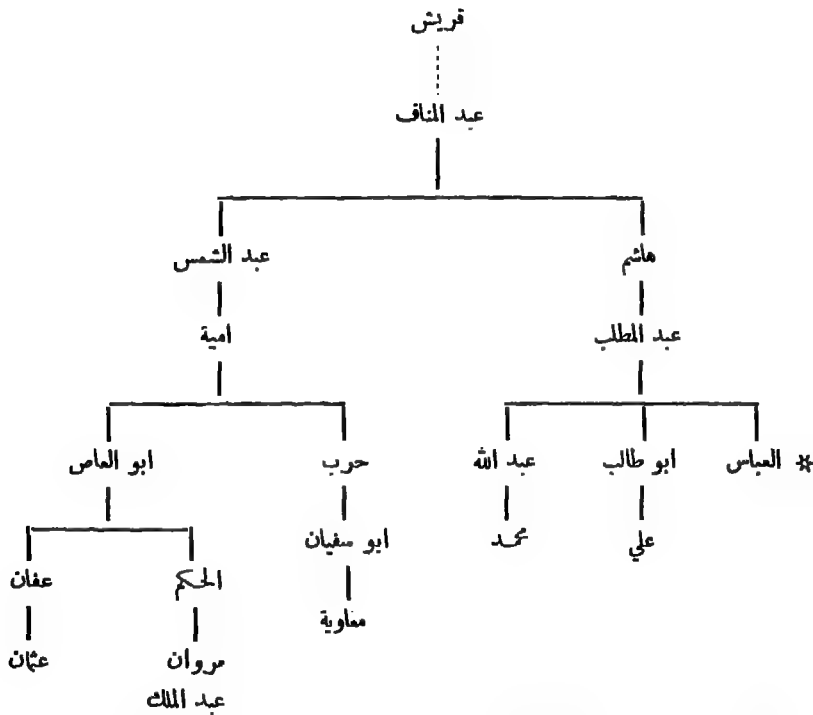 قريش
عبد المناف
هاشم
عبد الشمس
عبد المطلب
امية
* العباس
ابو طالب
عبد الله
حرب
ابو العاص
علي
محمد
ابو سفيان
الحكم
عفان
معاوية
مروان
عثمان
عبد الملك